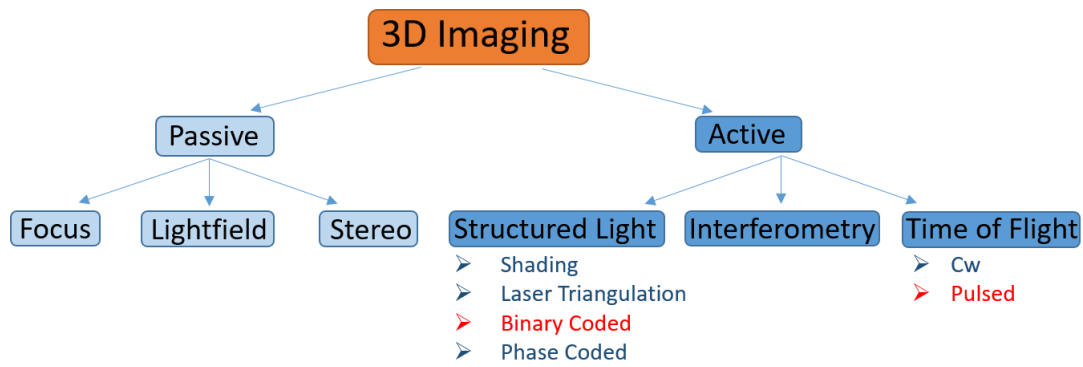 3D Imaging
Passive
Active
Focus
Lightfield
Stereo
Structured Light
Interferometry
Time of Flight
Shading
Laser Triangulation
Binary Coded
Phase Coded
Cw
Pulsed